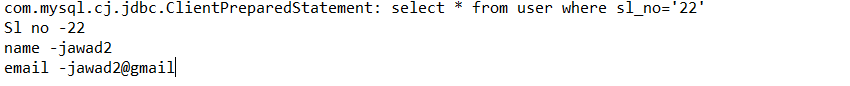 com.mysql.cj.jdbc.ClientPreparedStatement: select * from user where sl_no='22'
Sl no -22
name -jawad2
email -jawad2@gmail